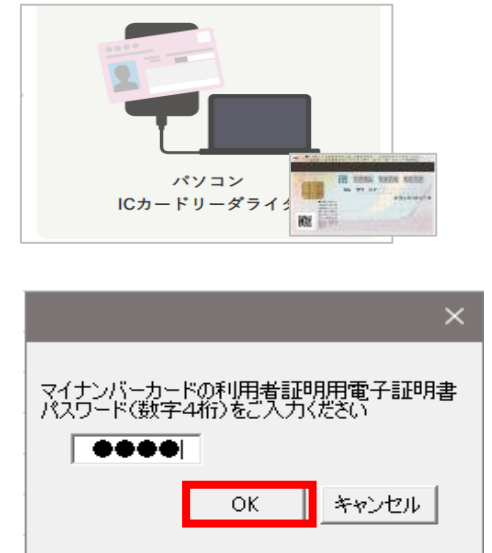 パソコン
ICカードリーダライタ
マイナンバーカードの利用者証明用電子証明書
パスワード(数字4桁)をご入力ください
●●●●
OK
キャンセル